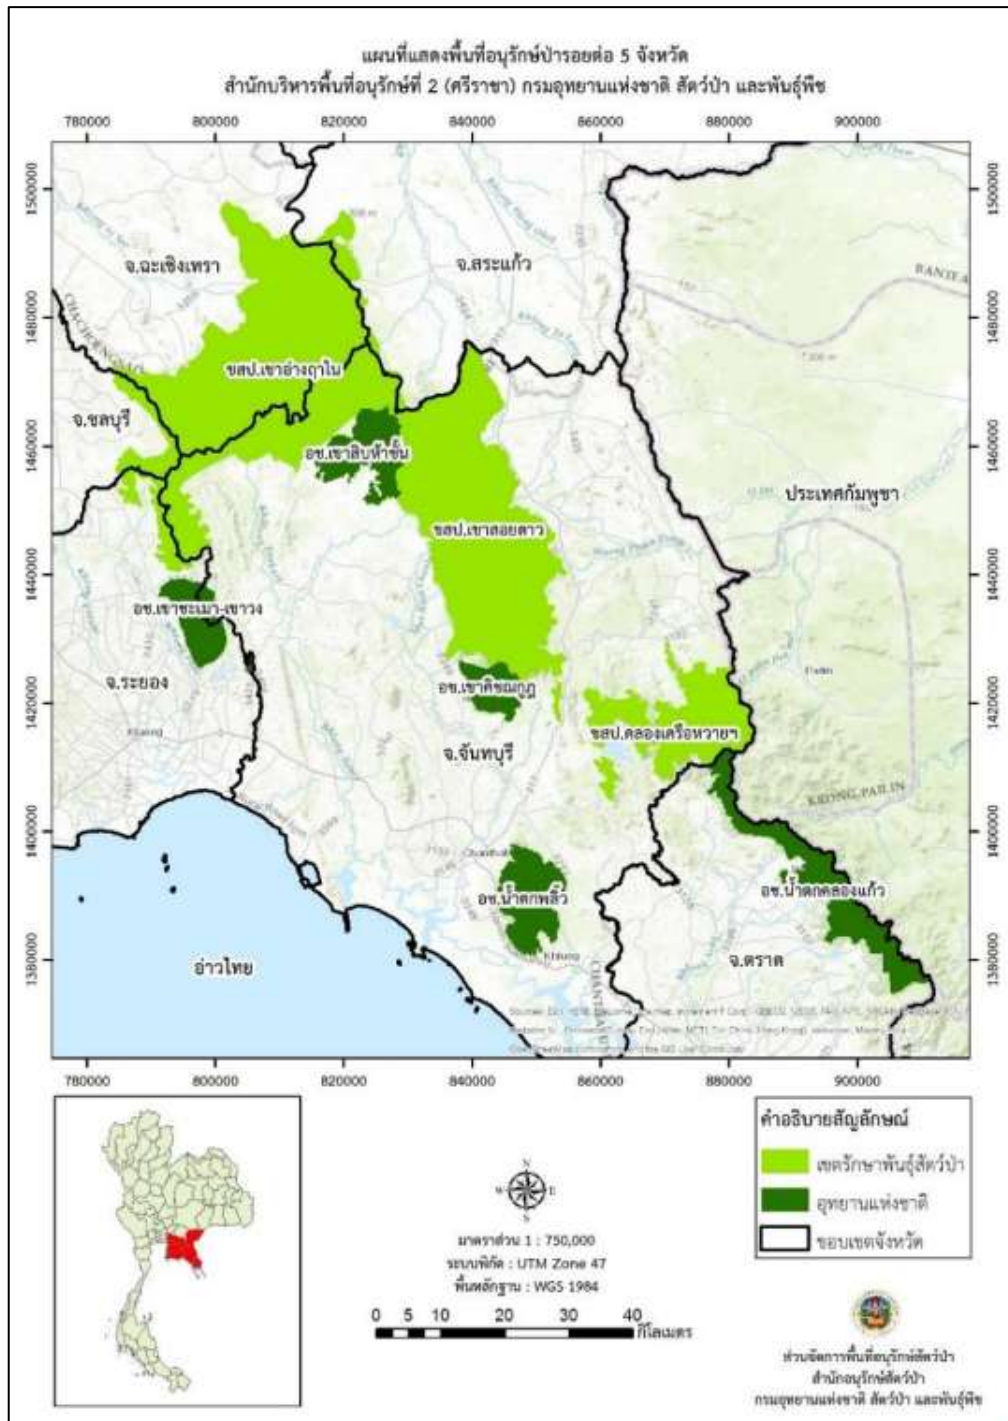 แผนที่แสดงพื้นที่อนุรักษ์ป่ารอยต่อ 5 จังหวัด
สำนักบริหารพื้นที่อนุรักษ์ที่ 2 (ศรีราชา) กรมอุทยานแห่งชาติ สัตว์ป่า และพันธุ์พืช
780000 800000 820000 840000 860000 880000 900000
1500000 1500000
จ.ฉะเชิงเทรา
จ.สระแก้ว
1480000 1480000
ขสป.เขาอ่างฤาไน
จ.ชลบุรี
1460000 1460000
อช.เขาสิบห้าชั้น
ประเทศกัมพูชา
ขสป.เขาสอยดาว
1440000 1440000
อช.เขาชะเมา-เขาวง
จ.ระยอง
อช.เขาคิชฌกูฏ
Pailin
1420000 1420000
Klaeng
ขสป.คลองเครือหวายฯ
จ.จันทบุรี
KRONG PAILIN
1400000 1400000
อช.น้ำตกพลิ้ว
อช.น้ำตกคลองแก้ว
Khlung
1380000 1380000
อ่าวไทย
จ.ตราด
780000 800000 820000 840000 860000 880000 900000
คำอธิบายสัญลักษณ์
เขตรักษาพันธุ์สัตว์ป่า
อุทยานแห่งชาติ
ขอบเขตจังหวัด
N
W E
S
มาตราส่วน 1 : 750,000
ระบบพิกัด : UTM Zone 47
พื้นหลักฐาน : WGS 1984
0 5 10 20 30 40
กิโลเมตร
ส่วนจัดการพื้นที่อนุรักษ์สัตว์ป่า
สำนักอนุรักษ์สัตว์ป่า
กรมอุทยานแห่งชาติ สัตว์ป่า และพันธุ์พืช